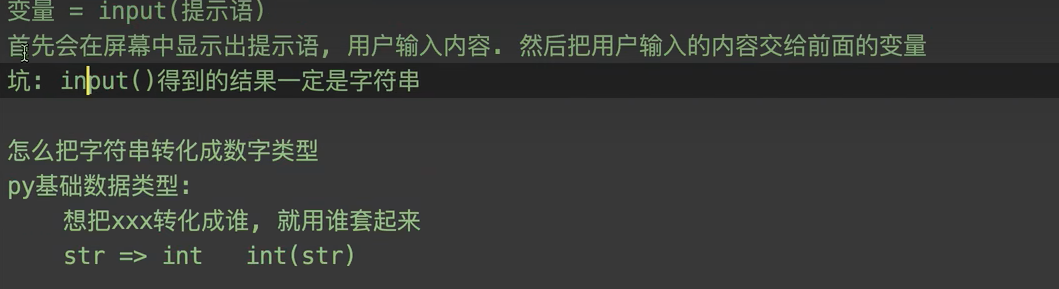 变量 = input(提示语)
首先会在屏幕中显示出提示语, 用户输入内容. 然后把用户输入的内容交给前面的变量
坑: input()得到的结果一定是字符串
怎么把字符串转化成数字类型
py基础数据类型:
想把xxx转化成谁, 就用谁套起来
str => int int(str)